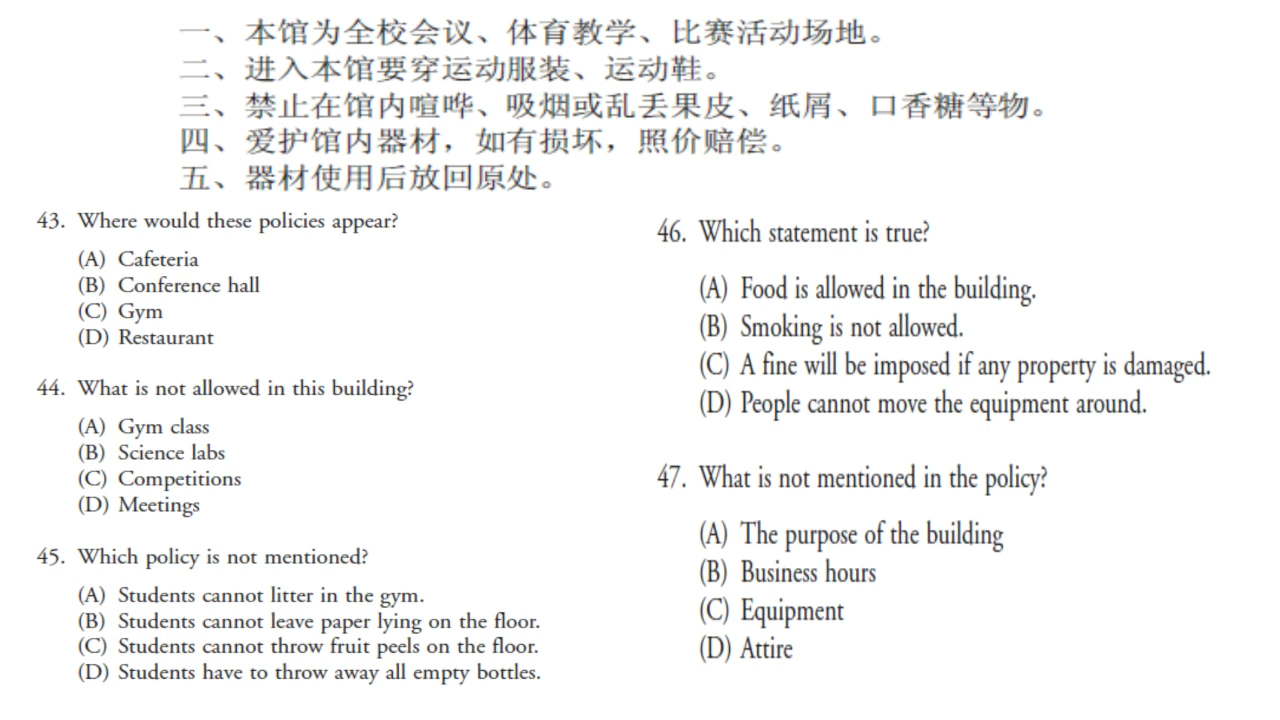 一、本馆为全校会议、体育教学、比赛活动场地。
二、进入本馆要穿运动服装、运动鞋。
三、禁止在馆内喧哗、吸烟或乱丢果皮、纸屑、口香糖等物。
四、爱护馆内器材，如有损坏，照价赔偿。
五、器材使用后放回原处。
43. Where would these policies appear?
(A) Cafeteria
(B) Conference hall
(C) Gym
(D) Restaurant
44. What is not allowed in this building?
(A) Gym class
(B) Science labs
(C) Competitions
(D) Meetings
45. Which policy is not mentioned?
(A) Students cannot litter in the gym.
(B) Students cannot leave paper lying on the floor.
(C) Students cannot throw fruit peels on the floor.
(D) Students have to throw away all empty bottles.
46. Which statement is true?
(A) Food is allowed in the building.
(B) Smoking is not allowed.
(C) A fine will be imposed if any property is damaged.
(D) People cannot move the equipment around.
47. What is not mentioned in the policy?
(A) The purpose of the building
(B) Business hours
(C) Equipment
(D) Attire